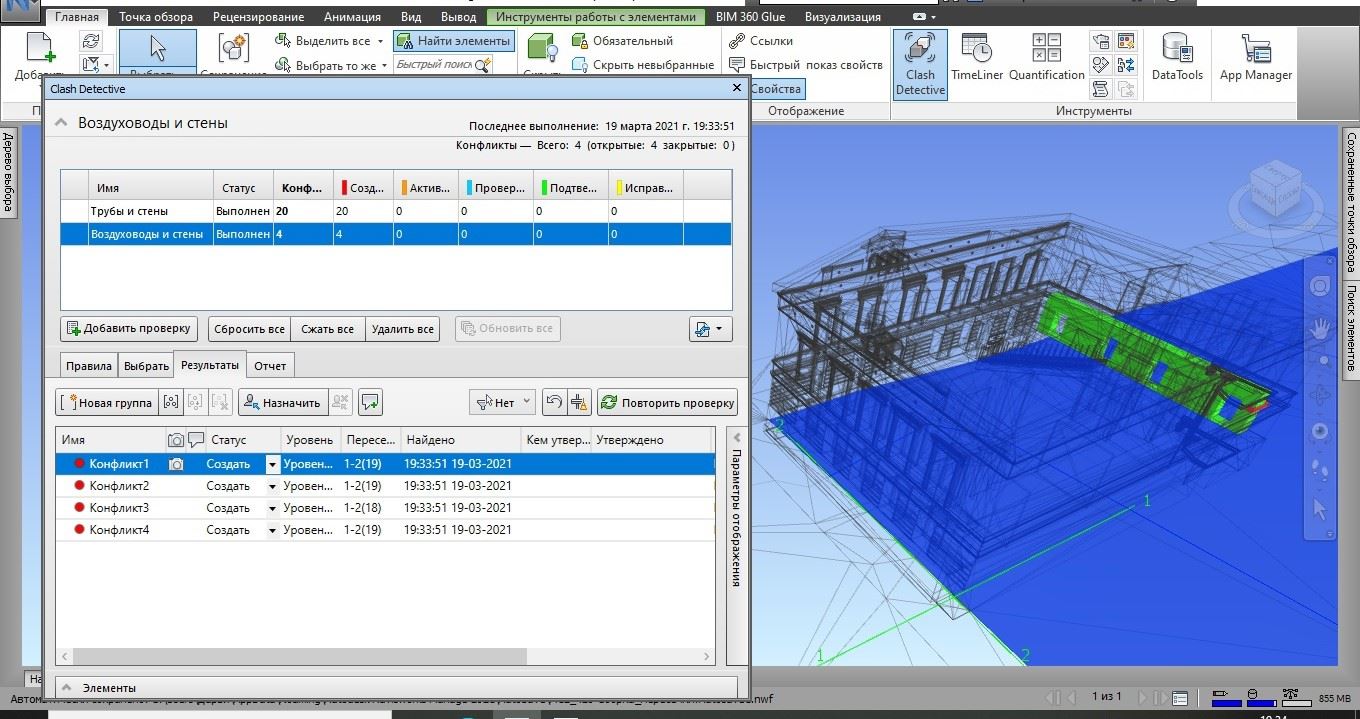 Главная Точка обзора Рецензирование Анимация Вид Вывод Инструменты работы с элементами BIM 360 Glue Визуализация
Выделить все Найти элементы Обязательный Ссылки
Выбрать то же Быстрый поиск Скрыть невыбранные Быстрый показ свойств
Clash Detective TimeLiner Quantification DataTools App Manager
Свойства
Отображение Инструменты
Clash Detective
Воздуховоды и стены
Последнее выполнение: 19 марта 2021 г. 19:33:51
Конфликты — Всего: 4 (открытые: 4 закрытые: 0 )
Имя Статус Конф... Созд... Актив... Провер... Подтве... Исправ...
Трубы и стены Выполнен 20 20 0 0 0 0
Воздуховоды и стены Выполнен 4 4 0 0 0 0
Добавить проверку Сбросить все Сжать все Удалить все Обновить все
Правила Выбрать Результаты Отчет
Новая группа Назначить Нет Повторить проверку
Имя Статус Уровень Пересе... Найдено Кем утвер... Утверждено
Конфликт1 Создать Уровен... 1-2(19) 19:33:51 19-03-2021
Конфликт2 Создать Уровен... 1-2(19) 19:33:51 19-03-2021
Конфликт3 Создать Уровен... 1-2(18) 19:33:51 19-03-2021
Конфликт4 Создать Уровен... 1-2(19) 19:33:51 19-03-2021
Параметры отображения
Элементы
Дерево выбора
Сохраненные точки обзора
Поиск элементов
2
1
1
2
1 из 1
855 MB